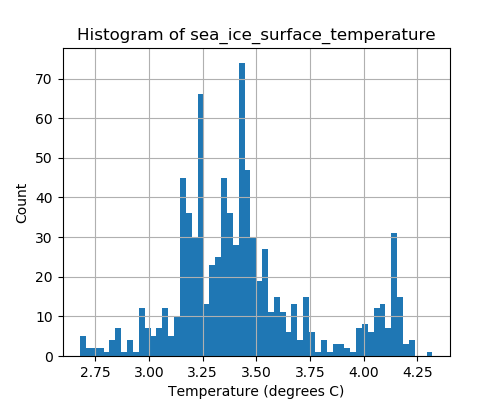 Histogram of sea_ice_surface_temperature
70
60
50
40
30
20
10
0
Count
2.75 3.00 3.25 3.50 3.75 4.00 4.25
Temperature (degrees C)